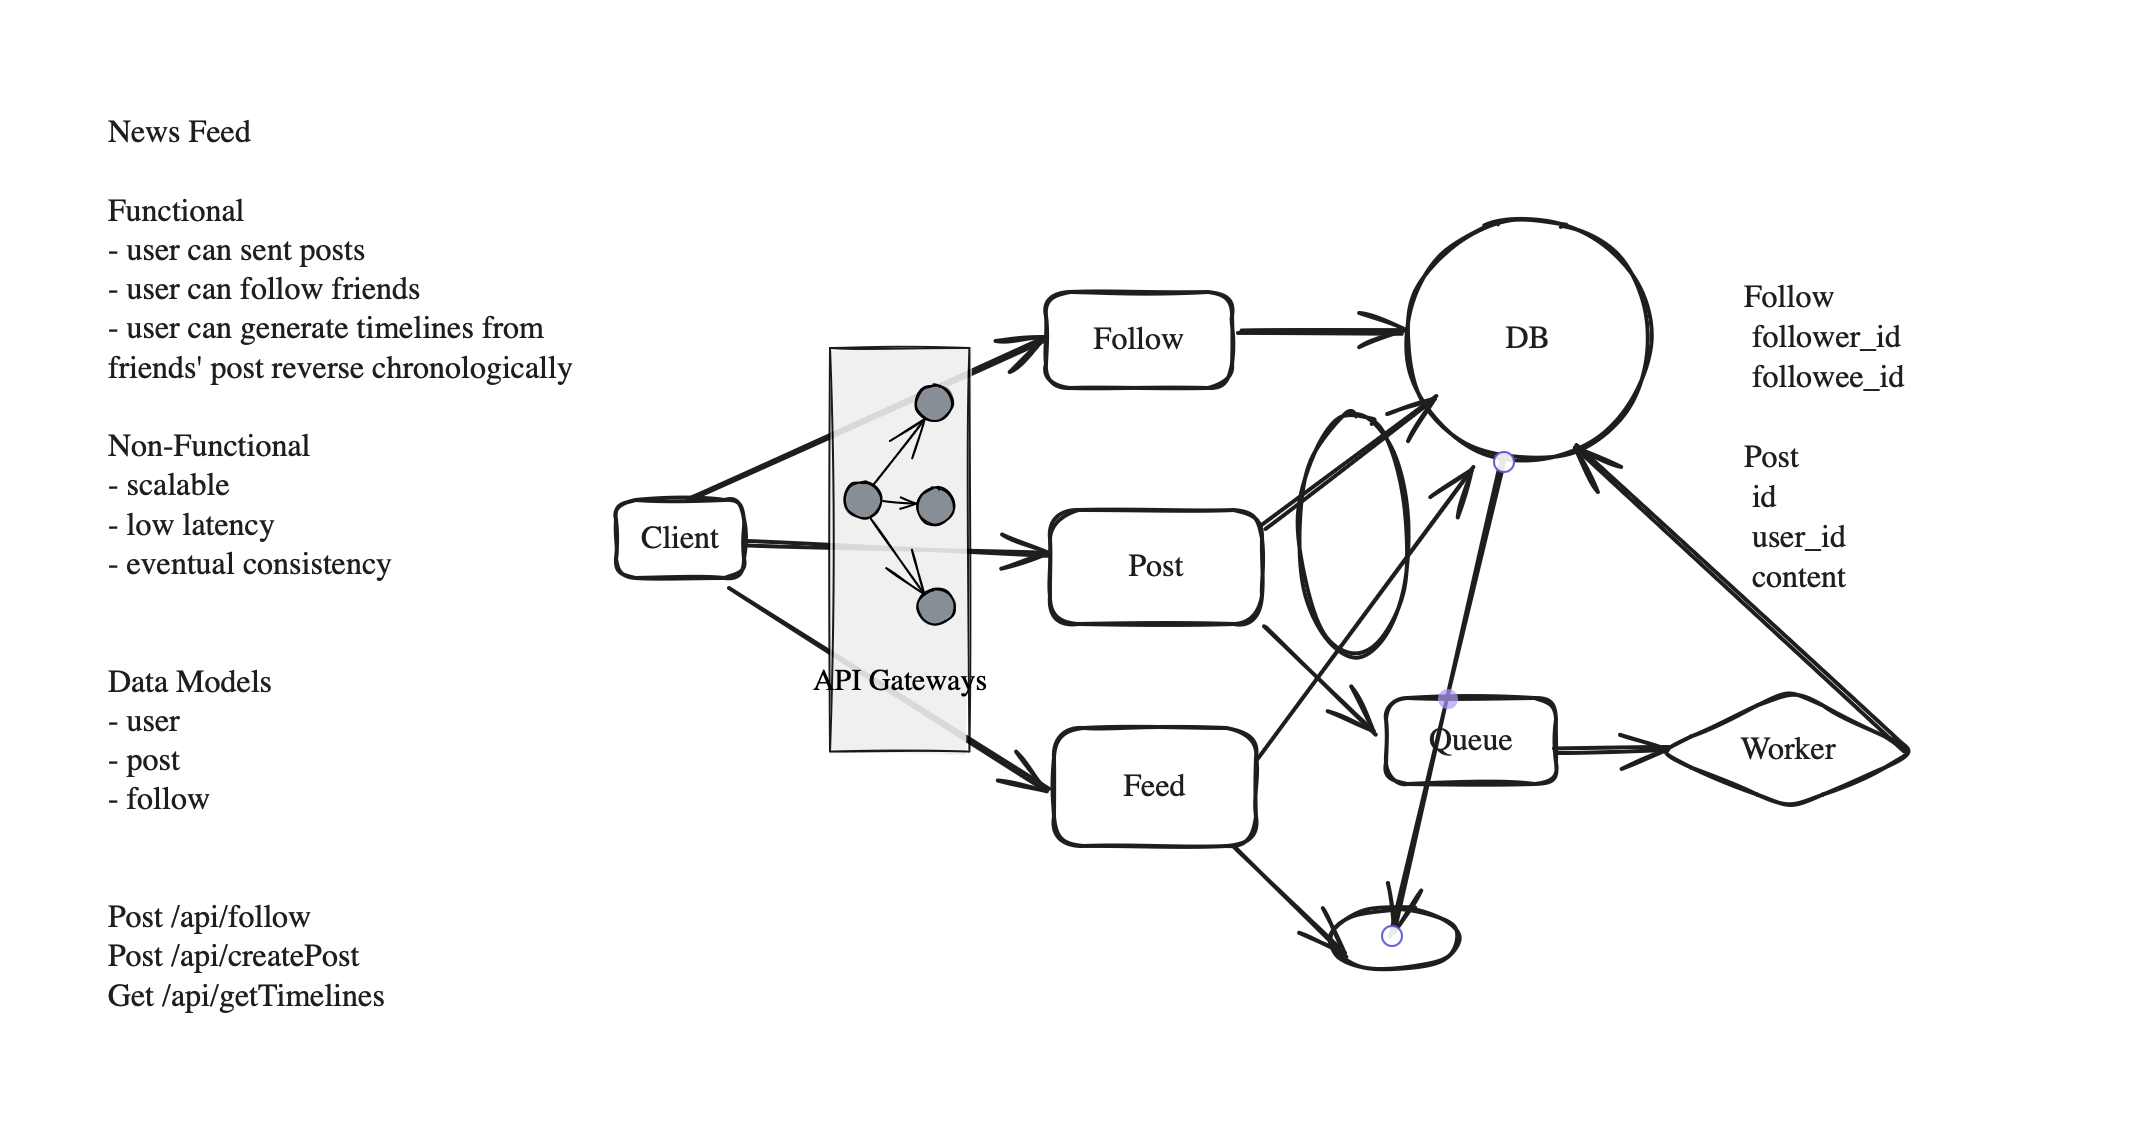 News Feed
Functional
- user can sent posts
- user can follow friends
- user can generate timelines from
friends' post reverse chronologically
Non-Functional
- scalable
- low latency
- eventual consistency
Data Models
- user
- post
- follow
Post /api/follow
Post /api/createPost
Get /api/getTimelines
Client
API Gateways
Follow
Post
Feed
DB
Queue
Worker
Follow
follower_id
followee_id
Post
id
user_id
content